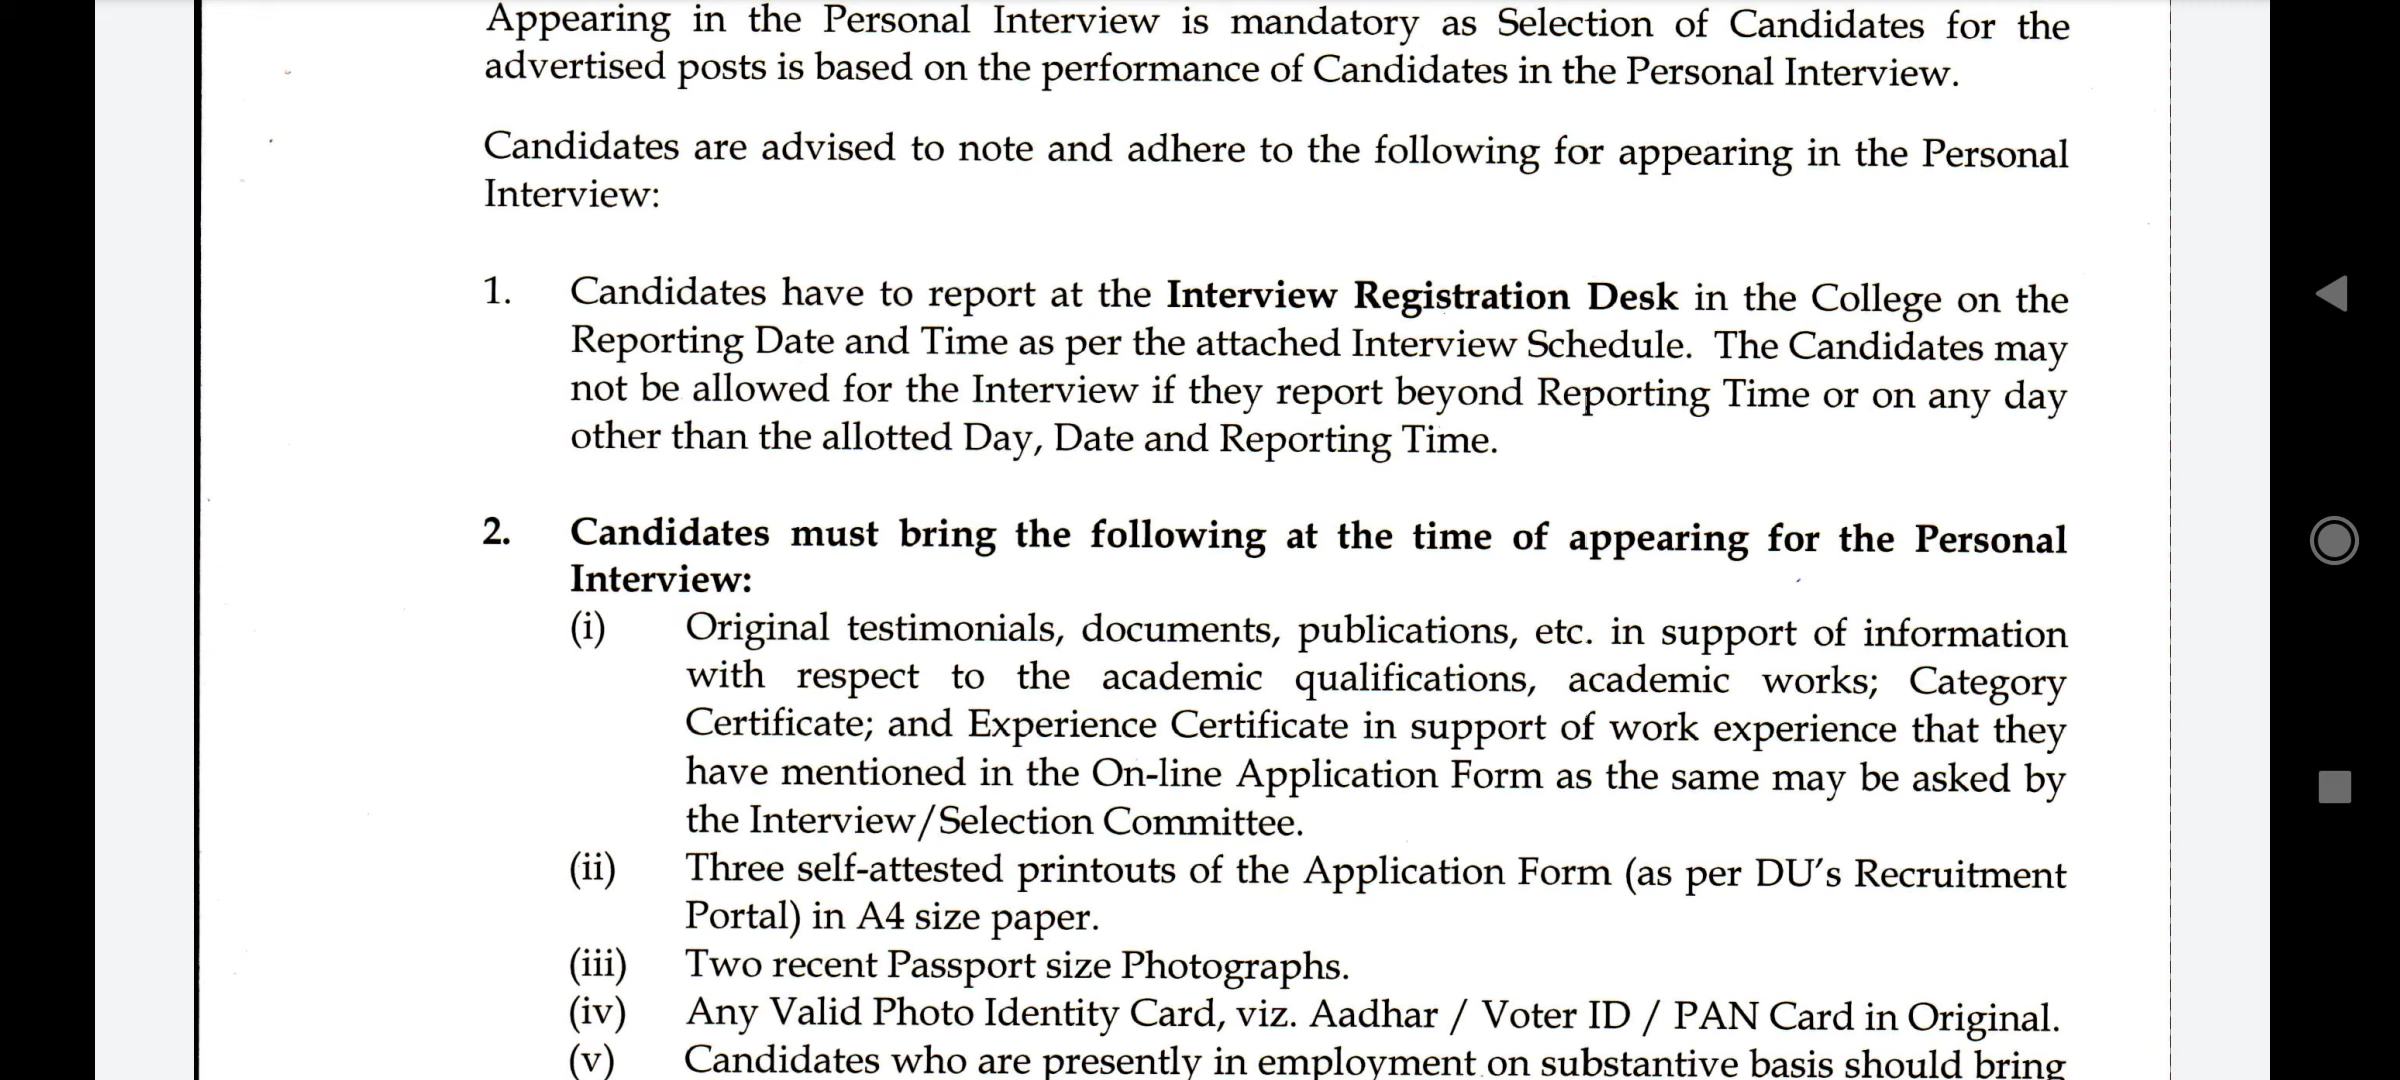 Appearing in the Personal Interview is mandatory as Selection of Candidates for the
advertised posts is based on the performance of Candidates in the Personal Interview.
Candidates are advised to note and adhere to the following for appearing in the Personal
Interview:
1. Candidates have to report at the Interview Registration Desk in the College on the
Reporting Date and Time as per the attached Interview Schedule. The Candidates may
not be allowed for the Interview if they report beyond Reporting Time or on any day
other than the allotted Day, Date and Reporting Time.
2. Candidates must bring the following at the time of appearing for the Personal
Interview:
(i) Original testimonials, documents, publications, etc. in support of information
with respect to the academic qualifications, academic works; Category
Certificate; and Experience Certificate in support of work experience that they
have mentioned in the On-line Application Form as the same may be asked by
the Interview/Selection Committee.
(ii) Three self-attested printouts of the Application Form (as per DU's Recruitment
Portal) in A4 size paper.
(iii) Two recent Passport size Photographs.
(iv) Any Valid Photo Identity Card, viz. Aadhar / Voter ID / PAN Card in Original.
(v) Candidates who are presently in employment on substantive basis should bring